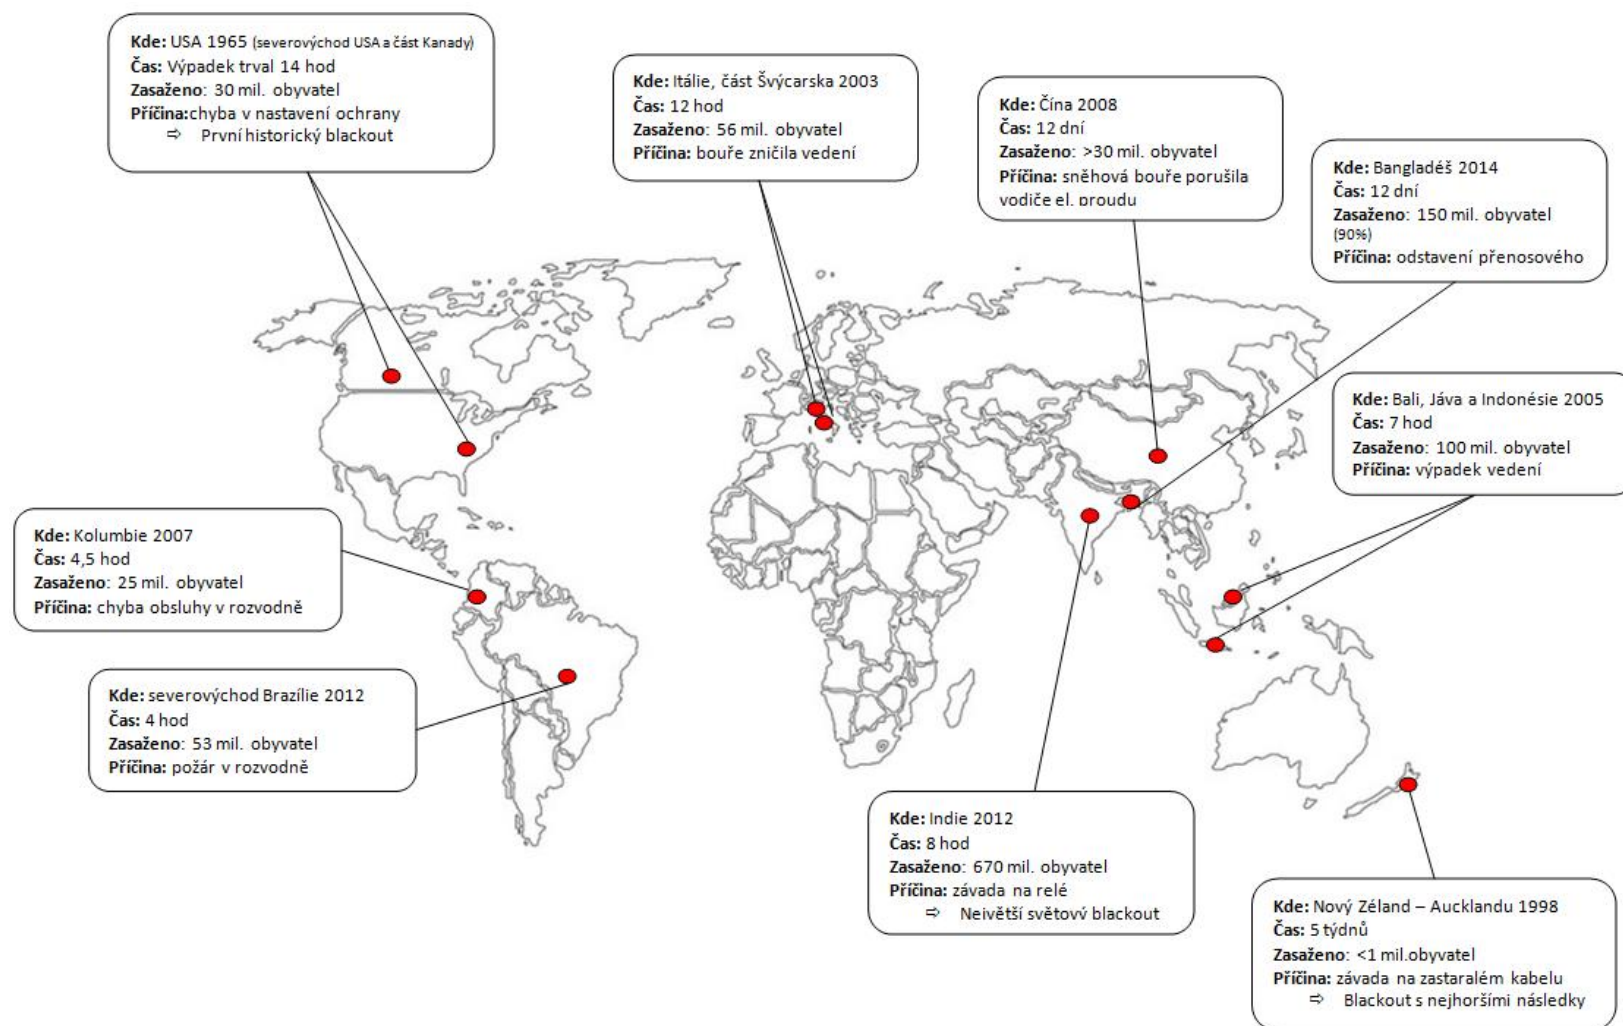 Kde: USA 1965 (severovýchod USA a část Kanady)
Čas: Výpadek trval 14 hod
Zasaženo: 30 mil. obyvatel
Příčina:chyba v nastavení ochrany
⇨ První historický blackout
Kde: Itálie, část Švýcarska 2003
Čas: 12 hod
Zasaženo: 56 mil. obyvatel
Příčina: bouře zničila vedení
Kde: Čína 2008
Čas: 12 dní
Zasaženo: >30 mil. obyvatel
Příčina: sněhová bouře porušila
vodiče el. proudu
Kde: Bangladéš 2014
Čas: 12 dní
Zasaženo: 150 mil. obyvatel
(90%)
Příčina: odstavení přenosového
Kde: Bali, Jáva a Indonésie 2005
Čas: 7 hod
Zasaženo: 100 mil. obyvatel
Příčina: výpadek vedení
Kde: Kolumbie 2007
Čas: 4,5 hod
Zasaženo: 25 mil. obyvatel
Příčina: chyba obsluhy v rozvodně
Kde: severovýchod Brazílie 2012
Čas: 4 hod
Zasaženo: 53 mil. obyvatel
Příčina: požár v rozvodně
Kde: Indie 2012
Čas: 8 hod
Zasaženo: 670 mil. obyvatel
Příčina: závada na relé
⇨ Největší světový blackout
Kde: Nový Zéland – Aucklandu 1998
Čas: 5 týdnů
Zasaženo: <1 mil.obyvatel
Příčina: závada na zastaralém kabelu
⇨ Blackout s nejhoršími následky